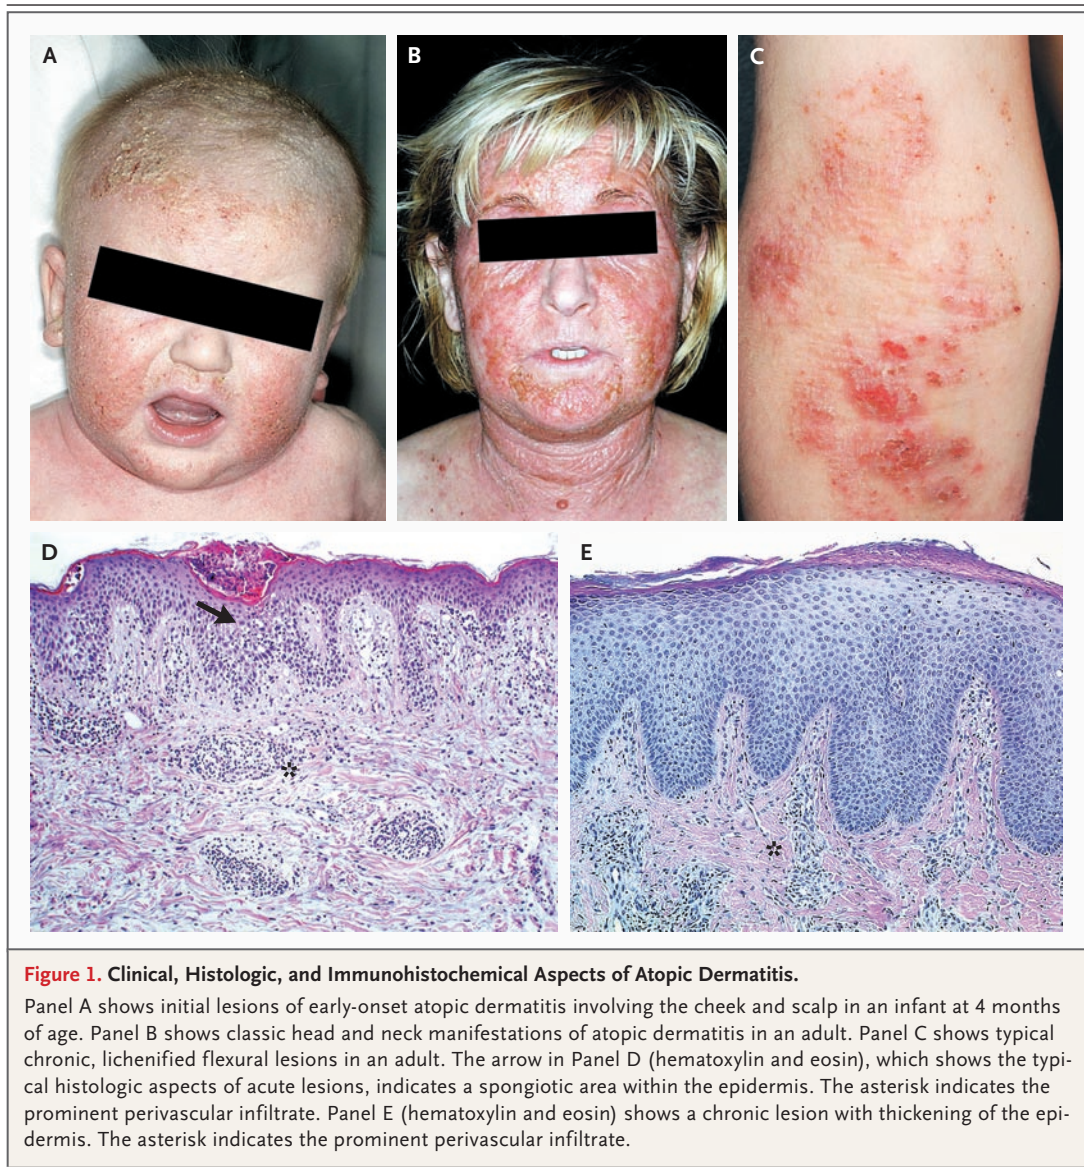 A
B
C
D
E
*
*
Figure 1. Clinical, Histologic, and Immunohistochemical Aspects of Atopic Dermatitis.
Panel A shows initial lesions of early-onset atopic dermatitis involving the cheek and scalp in an infant at 4 months
of age. Panel B shows classic head and neck manifestations of atopic dermatitis in an adult. Panel C shows typical
chronic, lichenified flexural lesions in an adult. The arrow in Panel D (hematoxylin and eosin), which shows the typi-
cal histologic aspects of acute lesions, indicates a spongiotic area within the epidermis. The asterisk indicates the
prominent perivascular infiltrate. Panel E (hematoxylin and eosin) shows a chronic lesion with thickening of the epi-
dermis. The asterisk indicates the prominent perivascular infiltrate.